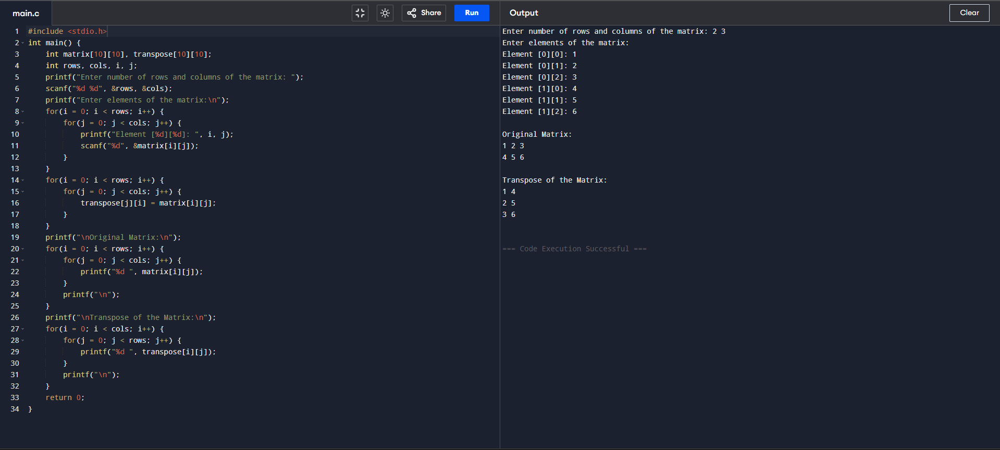 main.c
Share
Run
Output
Clear
1 #include <stdio.h>
2 int main() {
3     int matrix[10][10], transpose[10][10];
4     int rows, cols, i, j;
5     printf("Enter number of rows and columns of the matrix: ");
6     scanf("%d %d", &rows, &cols);
7     printf("Enter elements of the matrix:\n");
8     for(i = 0; i < rows; i++) {
9         for(j = 0; j < cols; j++) {
10             printf("Element [%d][%d]: ", i, j);
11             scanf("%d", &matrix[i][j]);
12         }
13     }
14     for(i = 0; i < rows; i++) {
15         for(j = 0; j < cols; j++) {
16             transpose[j][i] = matrix[i][j];
17         }
18     }
19     printf("\nOriginal Matrix:\n");
20     for(i = 0; i < rows; i++) {
21         for(j = 0; j < cols; j++) {
22             printf("%d ", matrix[i][j]);
23         }
24         printf("\n");
25     }
26     printf("\nTranspose of the Matrix:\n");
27     for(i = 0; i < cols; i++) {
28         for(j = 0; j < rows; j++) {
29             printf("%d ", transpose[i][j]);
30         }
31         printf("\n");
32     }
33     return 0;
34 }
Enter number of rows and columns of the matrix: 2 3
Enter elements of the matrix:
Element [0][0]: 1
Element [0][1]: 2
Element [0][2]: 3
Element [1][0]: 4
Element [1][1]: 5
Element [1][2]: 6
Original Matrix:
1 2 3
4 5 6
Transpose of the Matrix:
1 4
2 5
3 6
=== Code Execution Successful ===